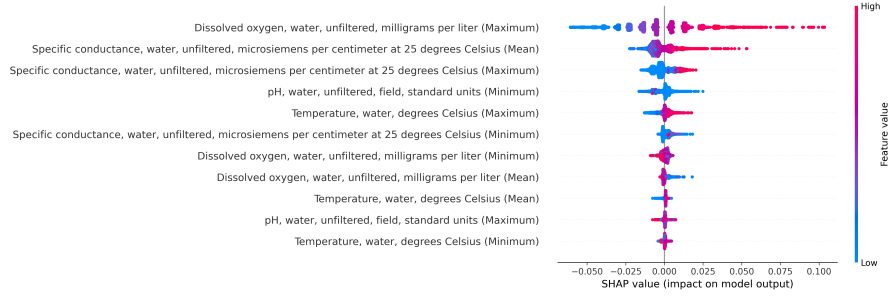 High
Dissolved oxygen, water, unfiltered, milligrams per liter (Maximum)
Specific conductance, water, unfiltered, microsiemens per centimeter at 25 degrees Celsius (Mean)
Specific conductance, water, unfiltered, microsiemens per centimeter at 25 degrees Celsius (Maximum)
pH, water, unfiltered, field, standard units (Minimum)
Temperature, water, degrees Celsius (Maximum)
Specific conductance, water, unfiltered, microsiemens per centimeter at 25 degrees Celsius (Minimum)
Dissolved oxygen, water, unfiltered, milligrams per liter (Minimum)
Dissolved oxygen, water, unfiltered, milligrams per liter (Mean)
Temperature, water, degrees Celsius (Mean)
pH, water, unfiltered, field, standard units (Maximum)
Temperature, water, degrees Celsius (Minimum)
Feature value
Low
−0.050 −0.025 0.000 0.025 0.050 0.075 0.100
SHAP value (impact on model output)